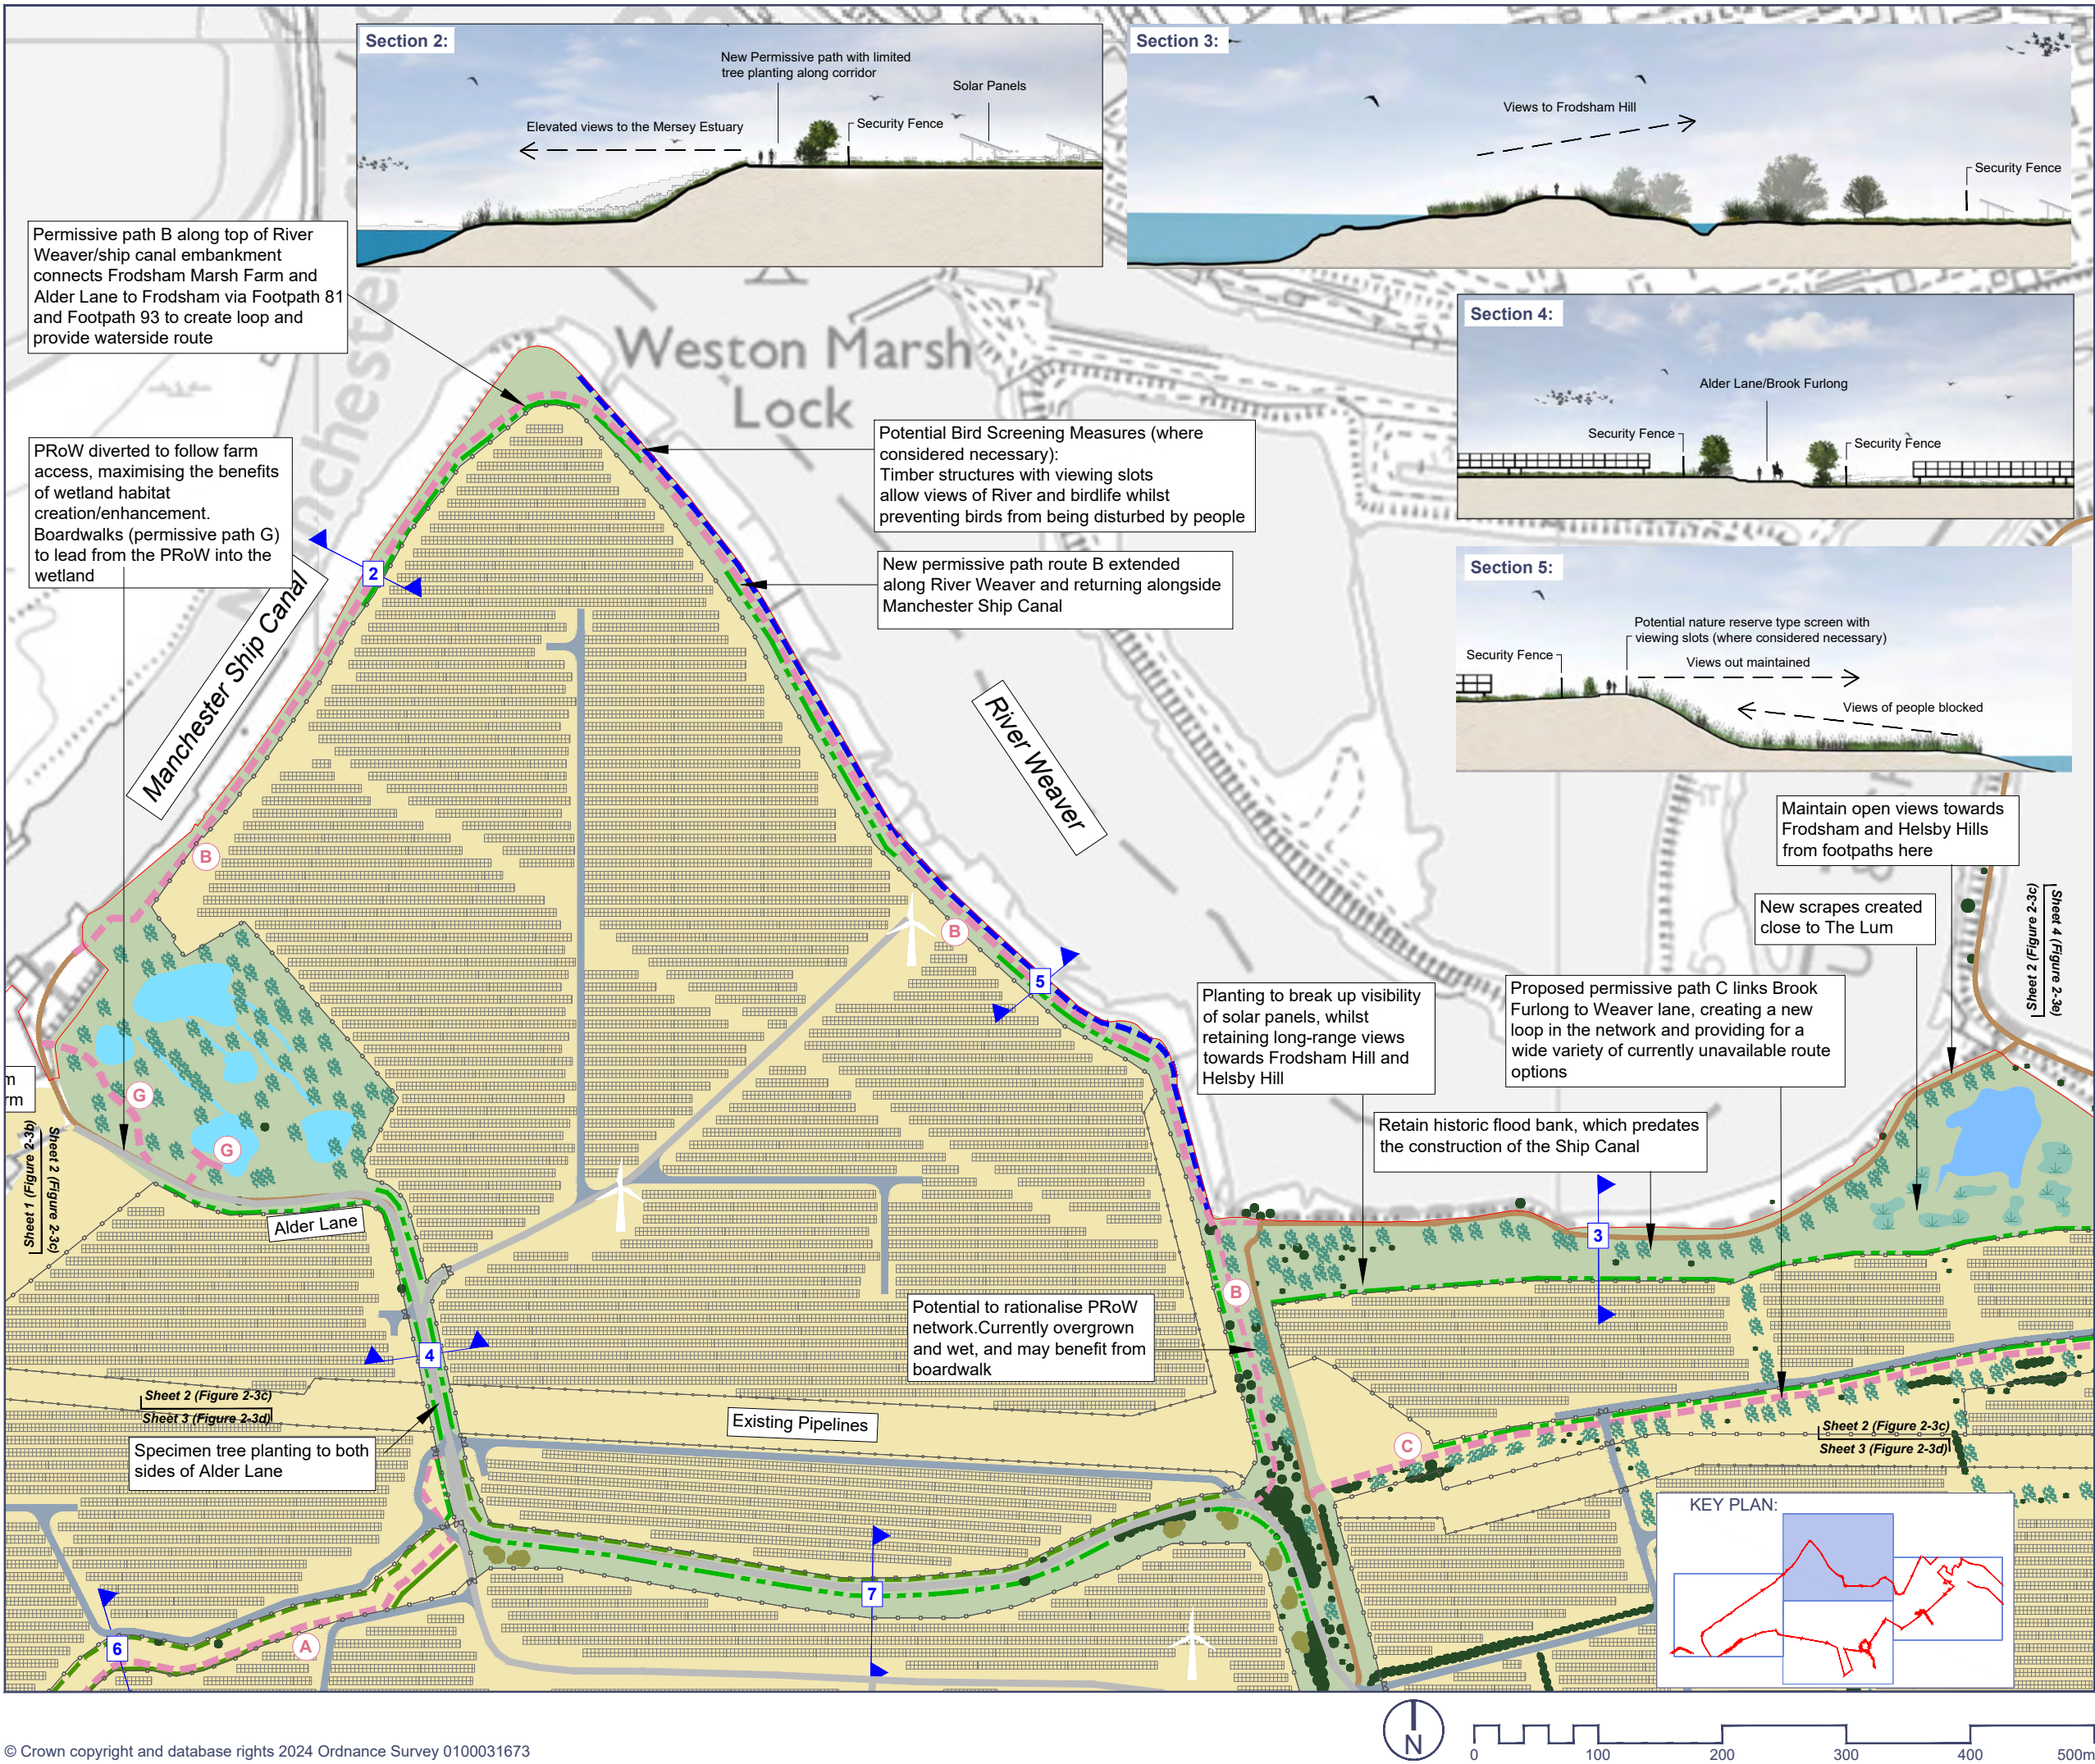 Section 2:
New Permissive path with limited
tree planting along corridor
Solar Panels
Elevated views to the Mersey Estuary
Security Fence
Section 3:
Views to Frodsham Hill
Security Fence
Permissive path B along top of River
Weaver/ship canal embankment
connects Frodsham Marsh Farm and
Alder Lane to Frodsham via Footpath 81
and Footpath 93 to create loop and
provide waterside route
Weston Marsh
Lock
Section 4:
Alder Lane/Brook Furlong
Security Fence
Security Fence
PRoW diverted to follow farm
access, maximising the benefits
of wetland habitat
creation/enhancement.
Boardwalks (permissive path G)
to lead from the PRoW into the
wetland
Potential Bird Screening Measures (where
considered necessary):
Timber structures with viewing slots
allow views of River and birdlife whilst
preventing birds from being disturbed by people
New permissive path route B extended
along River Weaver and returning alongside
Manchester Ship Canal
Section 5:
Potential nature reserve type screen with
viewing slots (where considered necessary)
Security Fence
Views out maintained
Views of people blocked
2
Manchester Ship Canal
River Weaver
Maintain open views towards
Frodsham and Helsby Hills
from footpaths here
New scrapes created
close to The Lum
Sheet 2 (Figure 2-3c)
Sheet 4 (Figure 2-3e)
B
B
5
Planting to break up visibility
of solar panels, whilst
retaining long-range views
towards Frodsham Hill and
Helsby Hill
Proposed permissive path C links Brook
Furlong to Weaver lane, creating a new
loop in the network and providing for a
wide variety of currently unavailable route
options
Retain historic flood bank, which predates
the construction of the Ship Canal
G
G
Sheet 1 (Figure 2-3b)
Sheet 2 (Figure 2-3c)
Alder Lane
3
B
4
Potential to rationalise PRoW
network.Currently overgrown
and wet, and may benefit from
boardwalk
Sheet 2 (Figure 2-3c)
Sheet 3 (Figure 2-3d)
Existing Pipelines
Specimen tree planting to both
sides of Alder Lane
C
Sheet 2 (Figure 2-3c)
Sheet 3 (Figure 2-3d)
KEY PLAN:
7
6
A
N
0 100 200 300 400 500m
© Crown copyright and database rights 2024 Ordnance Survey 0100031673